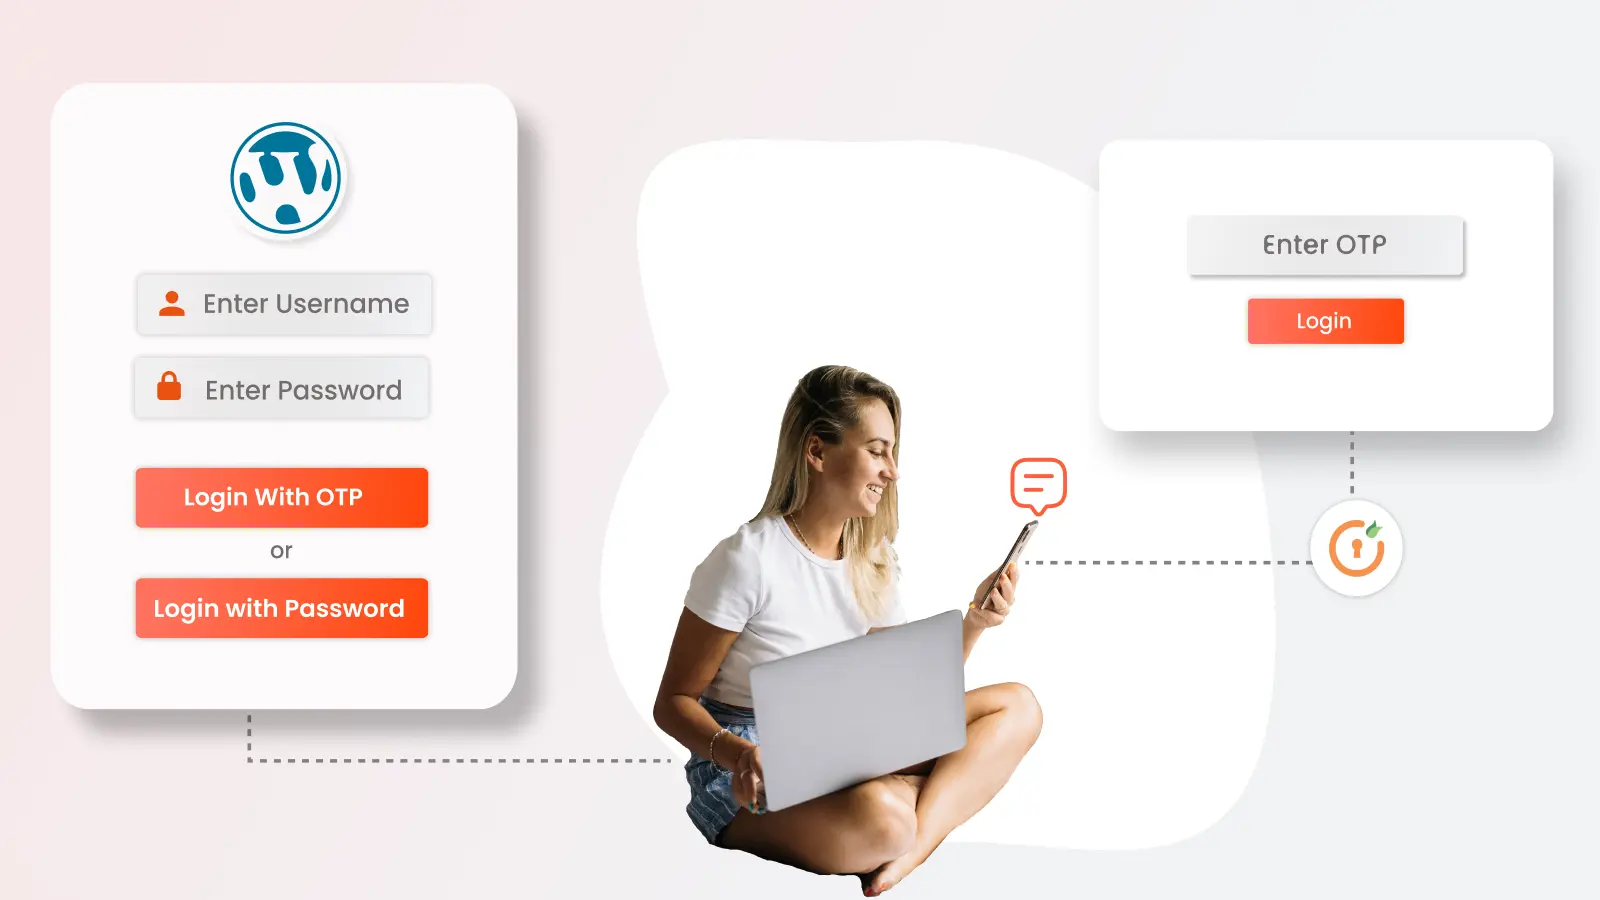 Enter Username
Enter Password
Login With OTP
or
Login with Password
Enter OTP
Login